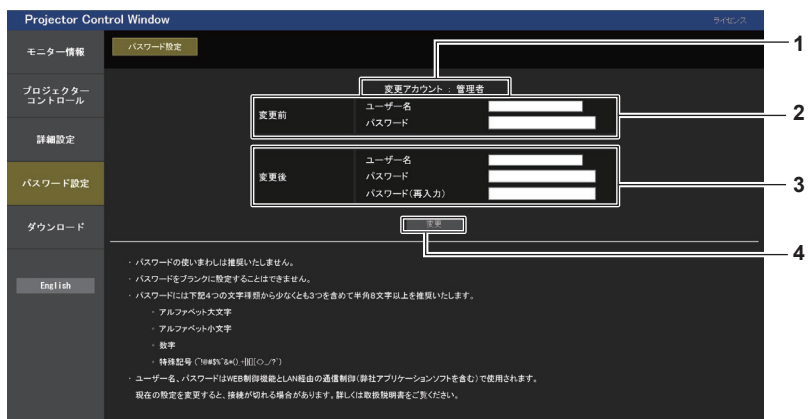 Projector Control Window
ライセンス
モニター情報
パスワード設定
1
プロジェクター
コントロール
変更アカウント : 管理者
変更前
ユーザー名
パスワード
2
詳細設定
パスワード設定
変更後
ユーザー名
パスワード
パスワード(再入力)
3
ダウンロード
変更
4
English
・パスワードの使いまわしは推奨いたしません。
・パスワードをブランクに設定することはできません。
・パスワードには下記4つの文字種類から少なくとも3つを含めて半角8文字以上を推奨いたします。
・アルファベット大文字
・アルファベット小文字
・数字
・特殊記号
・ユーザー名、パスワードはWEB制御機能とLAN経由の通信制御(弊社アプリケーションソフトを含む)で使用されます。
現在の設定を変更すると、接続が切れる場合があります。詳しくは取扱説明書をご覧ください。